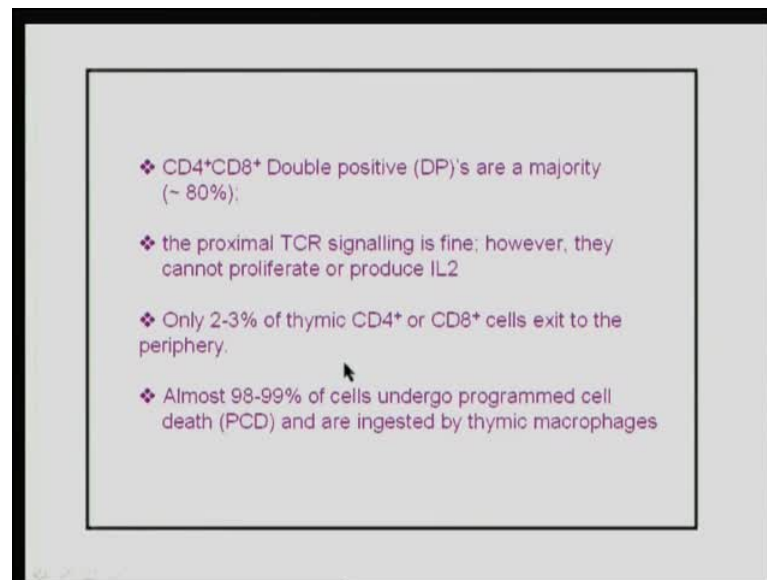 ❖ CD4⁺CD8⁺ Double positive (DP)'s are a majority
(~ 80%);
❖ the proximal TCR signalling is fine; however, they
cannot proliferate or produce IL2
❖ Only 2-3% of thymic CD4⁺ or CD8⁺ cells exit to the
periphery.
❖ Almost 98-99% of cells undergo programmed cell
death (PCD) and are ingested by thymic macrophages